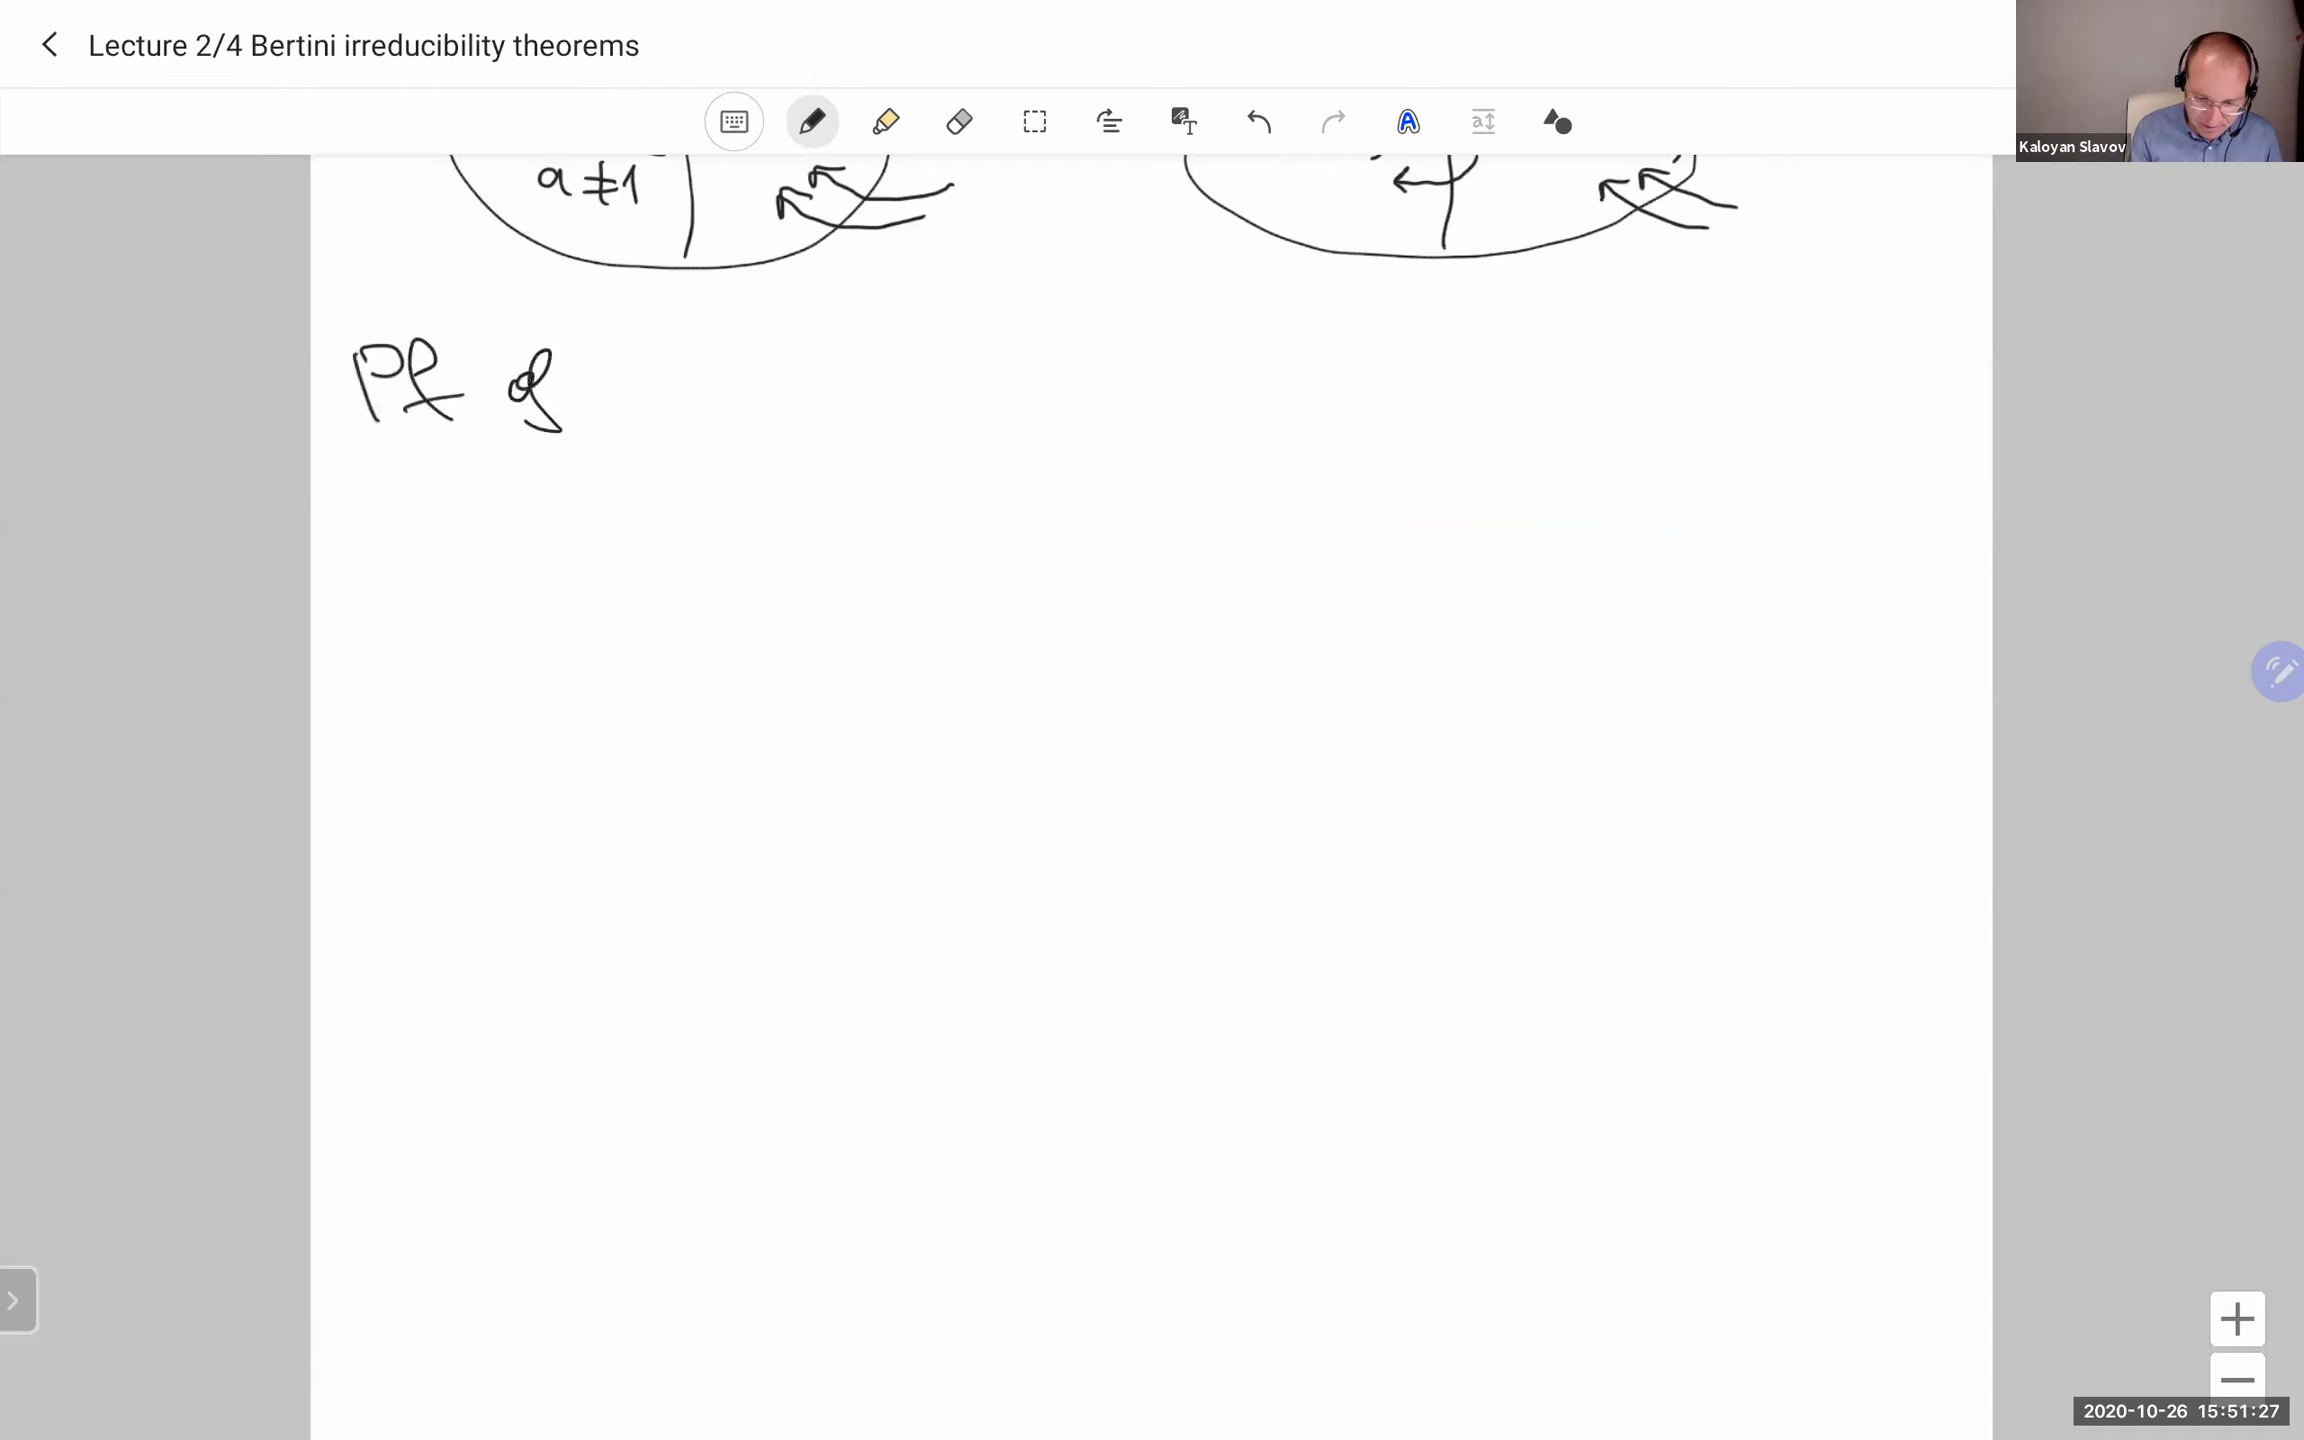 Lecture 2/4 Bertini irreducibility theorems
Kaloyan Slavov
a ≠ 1
Pf of
2020-10-26 15:51:27